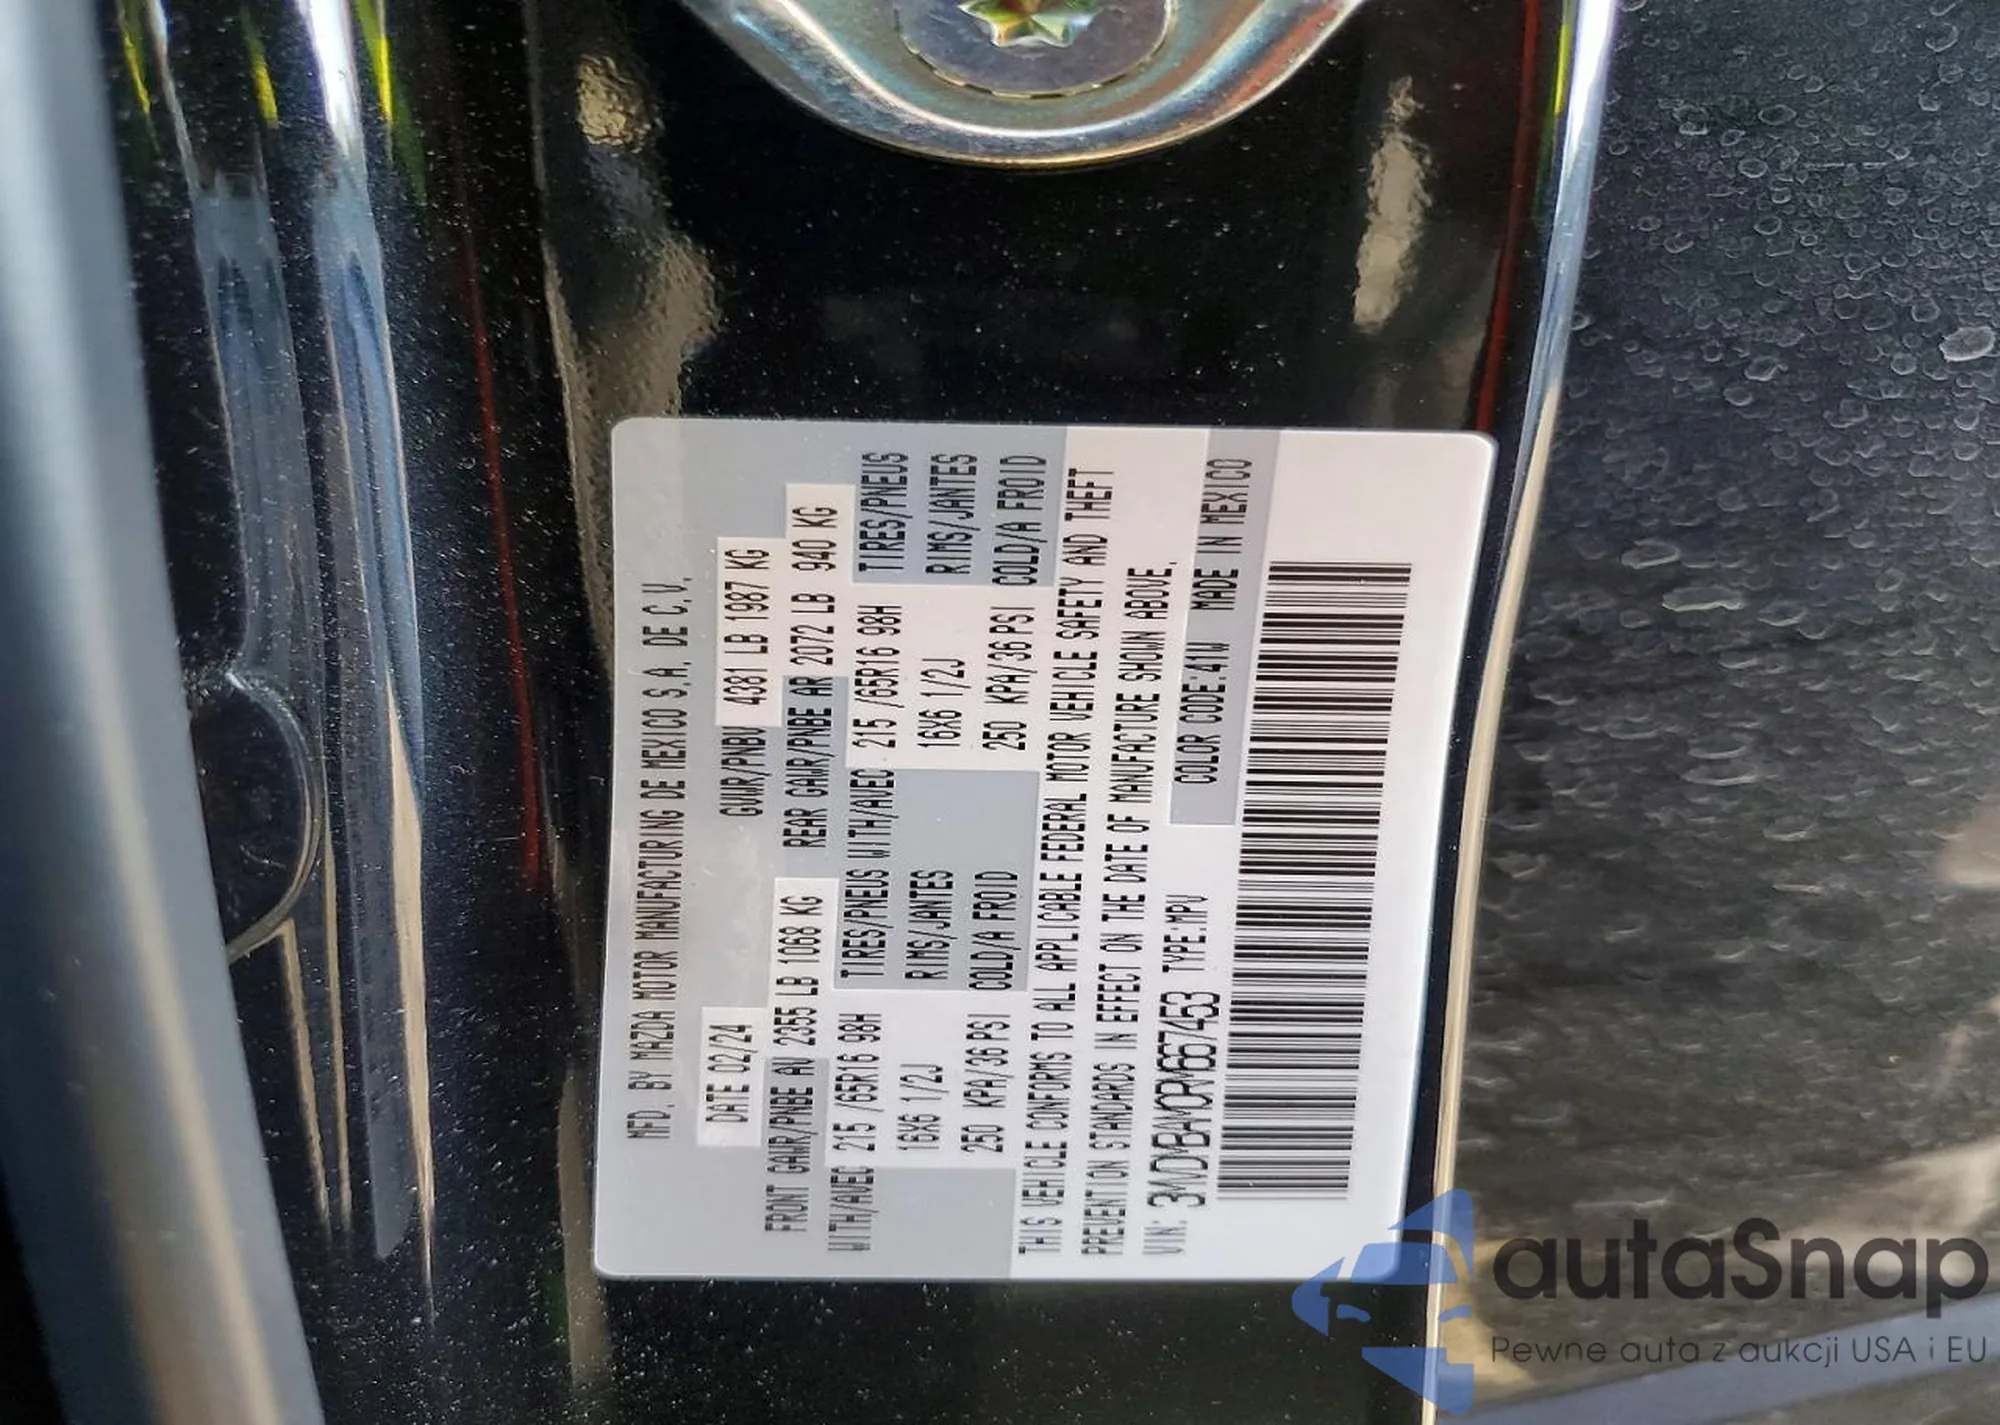 MFD. BY MAZDA MOTOR MANUFACTURING DE MEXICO S.A. DE C.V.
DATE 02/24 GVWR/PNBV 4381 LB 1987 KG
FRONT GAWR/PNBE AV 2355 LB 1068 KG REAR GAWR/PNBE AR 2072 LB 940 KG
WITH/AVEC 215 /65R16 98H TIRES/PNEUS WITH/AVEC 215 /65R16 98H TIRES/PNEUS
16X6 1/2J RIMS/JANTES 16X6 1/2J RIMS/JANTES
250 KPA/36 PSI COLD/A FROID 250 KPA/36 PSI COLD/A FROID
THIS VEHICLE CONFORMS TO ALL APPLICABLE FEDERAL MOTOR VEHICLE SAFETY AND THEFT
PREVENTION STANDARDS IN EFFECT ON THE DATE OF MANUFACTURE SHOWN ABOVE.
VIN: 3MVDMBAM0RM667453 TYPE:MPV COLOR CODE:41W MADE IN MEXICO
autaSnap
Pewne auta z aukcji USA i EU